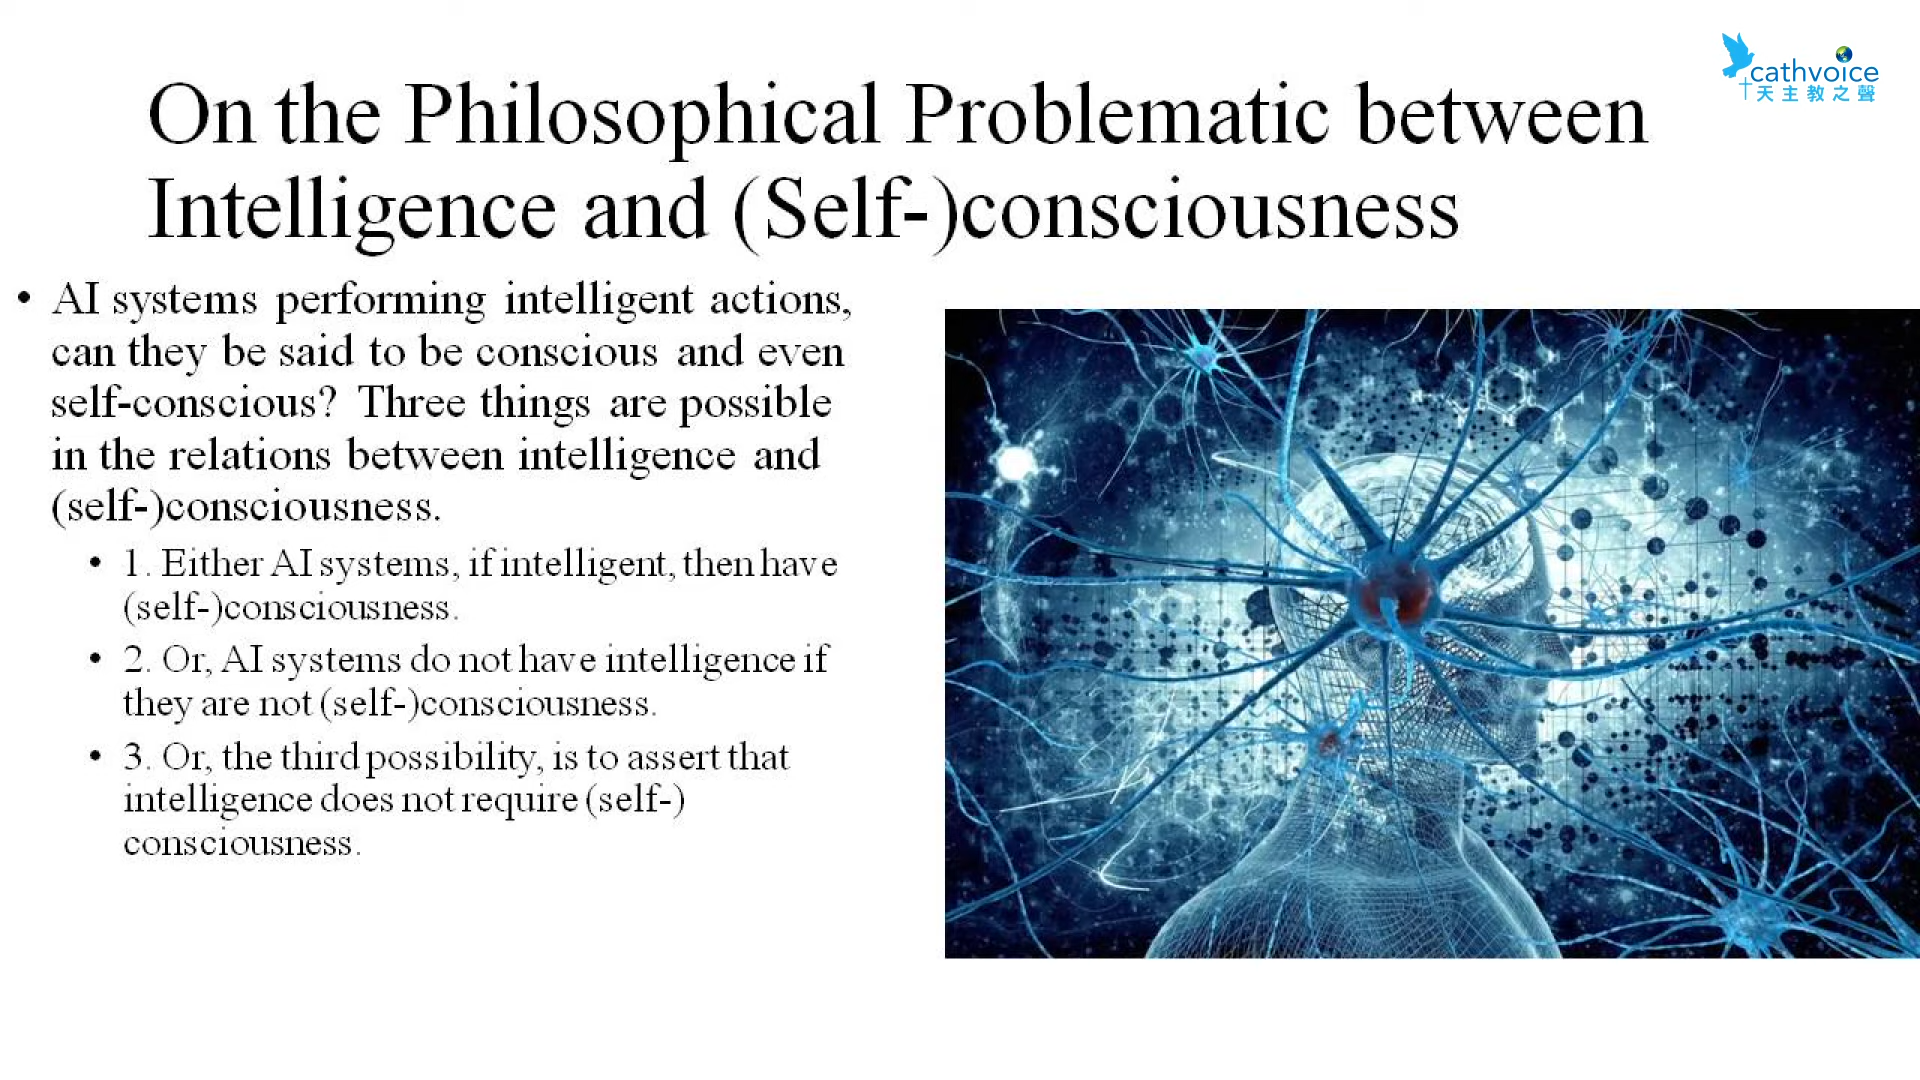 cathvoice
天主教之聲
On the Philosophical Problematic between
Intelligence and (Self-)consciousness
• AI systems performing intelligent actions,
can they be said to be conscious and even
self-conscious? Three things are possible
in the relations between intelligence and
(self-)consciousness.
• 1. Either AI systems, if intelligent, then have
(self-)consciousness.
• 2. Or, AI systems do not have intelligence if
they are not (self-)consciousness.
• 3. Or, the third possibility, is to assert that
intelligence does not require (self-)
consciousness.